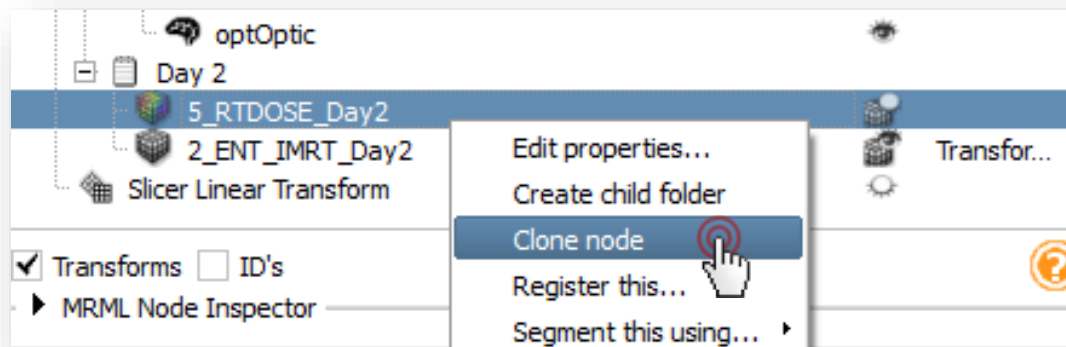 optOptic
Day 2
5_RTDOSE_Day2
2_ENT_IMRT_Day2 Transfor...
Slicer Linear Transform
Edit properties...
Create child folder
Clone node
Register this...
Segment this using...
Transforms ID's
MRML Node Inspector
?